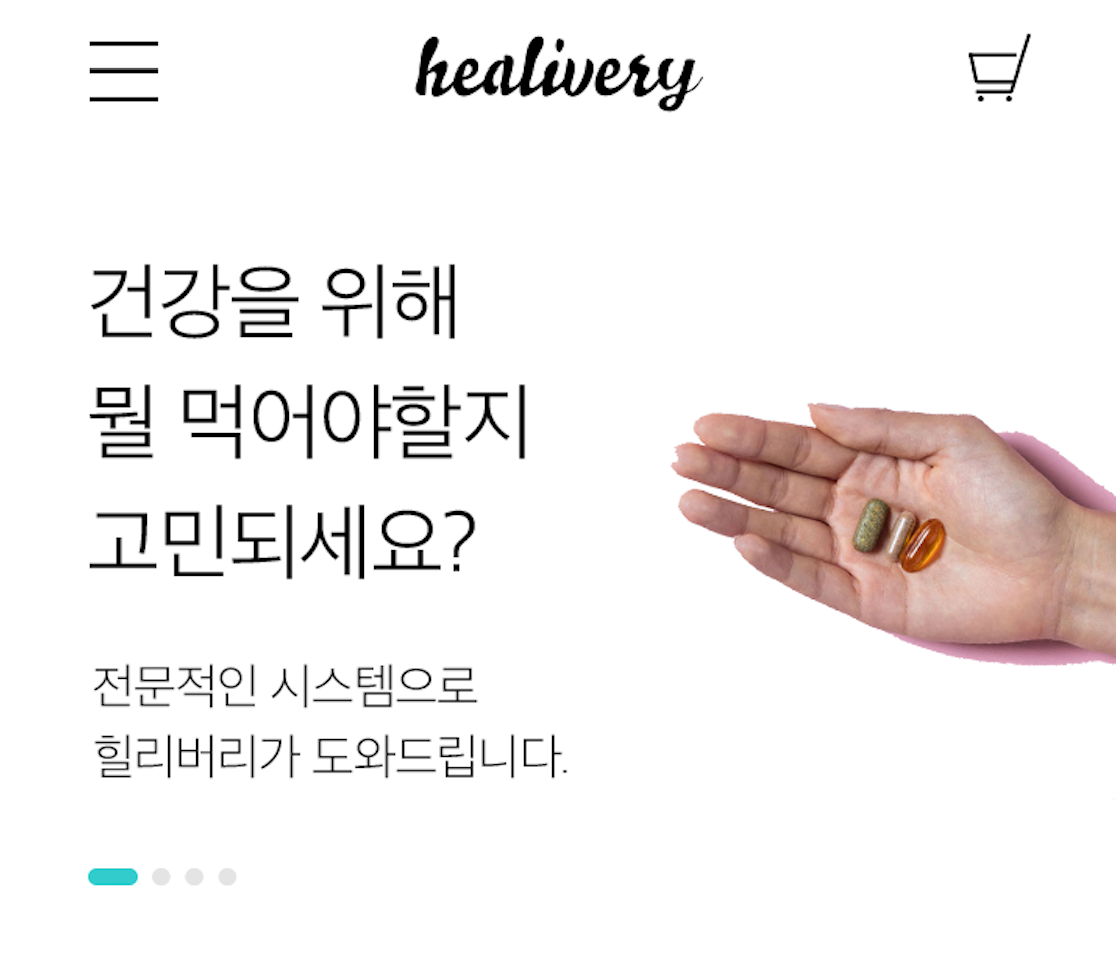 healivery
건강을 위해
뭘 먹어야할지
고민되세요?
전문적인 시스템으로
힐리버리가 도와드립니다.